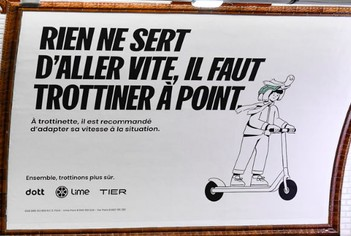 RIEN NE SERT
D'ALLER VITE, IL FAUT
TROTTINER À POINT.
À trottinette, il est recommandé
d'adapter sa vitesse à la situation.
Ensemble, trottinons plus sûr.
dott Lime TIER